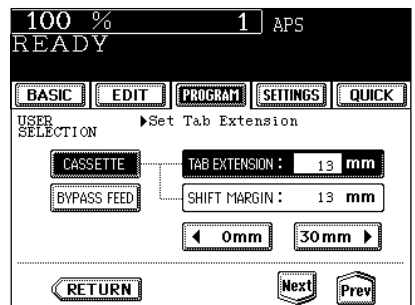 100 % 1 APS
READY
BASIC EDIT PROGRAM SETTINGS QUICK
USER SELECTION ▶Set Tab Extension
CASSETTE TAB EXTENSION : 13 mm
BYPASS FEED SHIFT MARGIN : 13 mm
◀ 0mm 30mm ▶
RETURN Next Prev